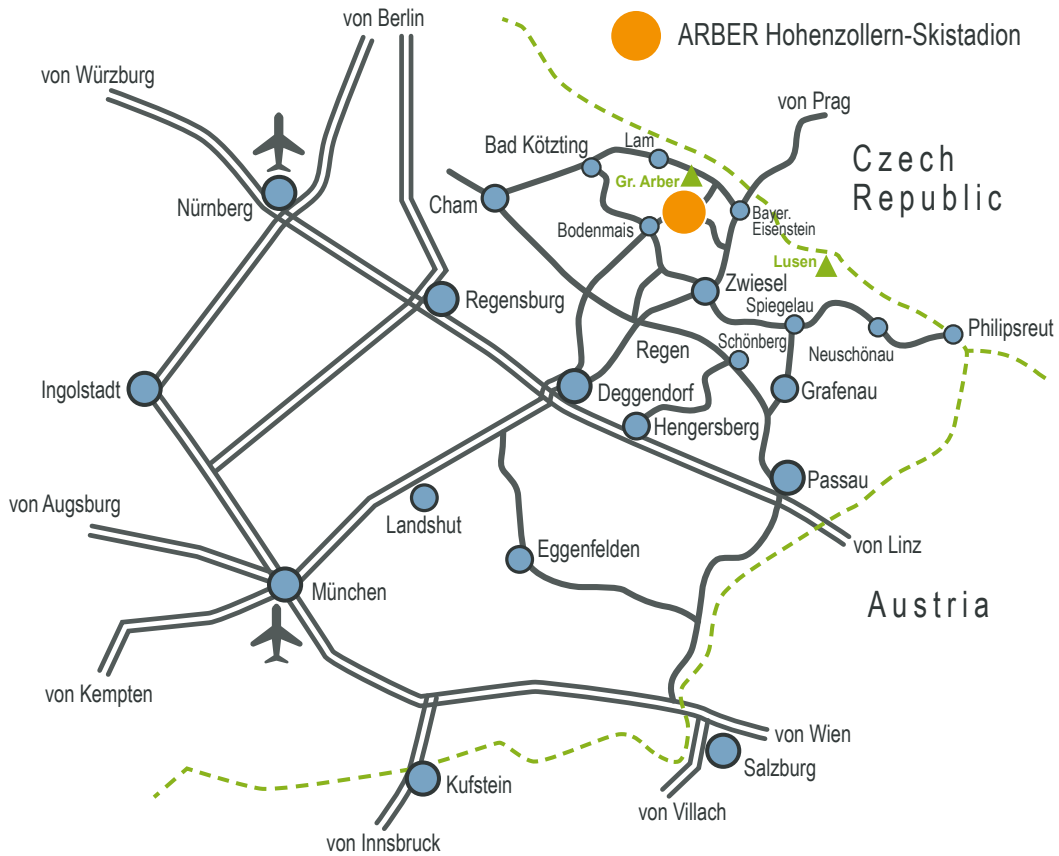 von Berlin
ARBER Hohenzollern-Skistadion
von Würzburg
von Prag
Lam
Bad Kötzting
Czech
Republic
Gr. Arber
Cham
Nürnberg
Bayer.
Eisenstein
Bodenmais
Lusen
Zwiesel
Regensburg
Spiegelau
Philipsreut
Schönberg
Regen
Neuschönau
Ingolstadt
Deggendorf
Grafenau
Hengersberg
Passau
von Augsburg
Landshut
von Linz
Eggenfelden
München
Austria
von Kempten
von Wien
Salzburg
Kufstein
von Villach
von Innsbruck